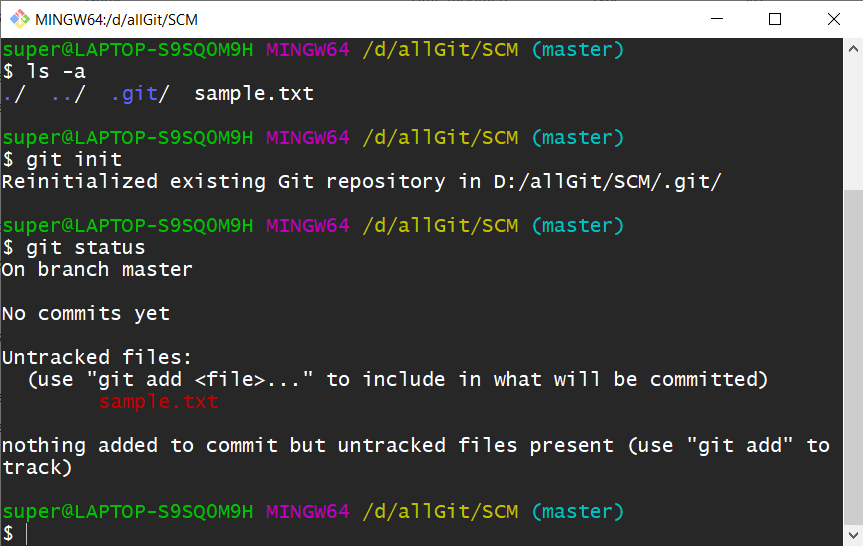 MINGW64:/d/allGit/SCM
super@LAPTOP-S9SQ0M9H MINGW64 /d/allGit/SCM (master)
$ ls -a
./  ../  .git/  sample.txt
super@LAPTOP-S9SQ0M9H MINGW64 /d/allGit/SCM (master)
$ git init
Reinitialized existing Git repository in D:/allGit/SCM/.git/
super@LAPTOP-S9SQ0M9H MINGW64 /d/allGit/SCM (master)
$ git status
On branch master
No commits yet
Untracked files:
  (use "git add <file>..." to include in what will be committed)
        sample.txt
nothing added to commit but untracked files present (use "git add" to
track)
super@LAPTOP-S9SQ0M9H MINGW64 /d/allGit/SCM (master)
$